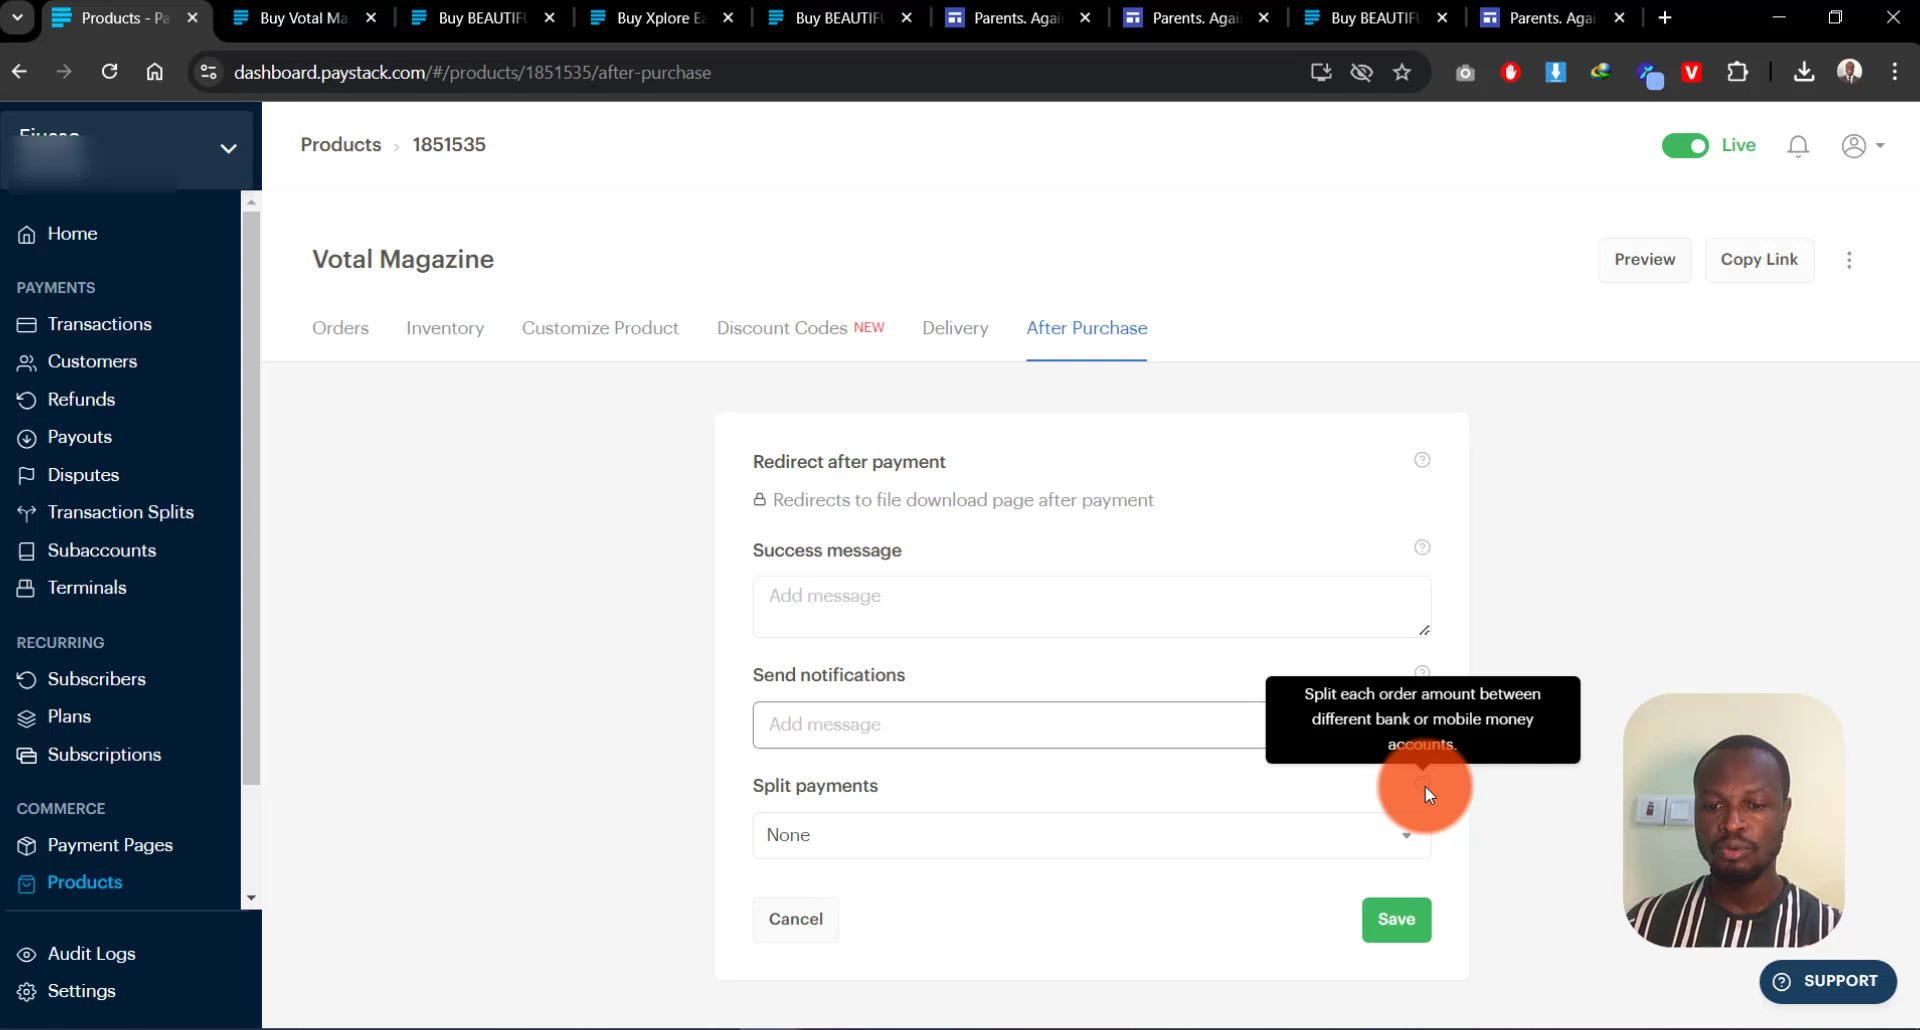 Products - Pa
Buy Votal Ma
Buy BEAUTIF
Buy Xplore Ea
Buy BEAUTIF
Parents. Agai
Parents. Agai
Buy BEAUTIF
Parents. Agai
dashboard.paystack.com/#/products/1851535/after-purchase
Products › 1851535
Live
Home
PAYMENTS
Transactions
Customers
Refunds
Payouts
Disputes
Transaction Splits
Subaccounts
Terminals
RECURRING
Subscribers
Plans
Subscriptions
COMMERCE
Payment Pages
Products
Audit Logs
Settings
Votal Magazine
Preview
Copy Link
Orders
Inventory
Customize Product
Discount Codes NEW
Delivery
After Purchase
Redirect after payment
Redirects to file download page after payment
Success message
Add message
Send notifications
Add message
Split each order amount between
different bank or mobile money
accounts.
Split payments
None
Cancel
Save
SUPPORT